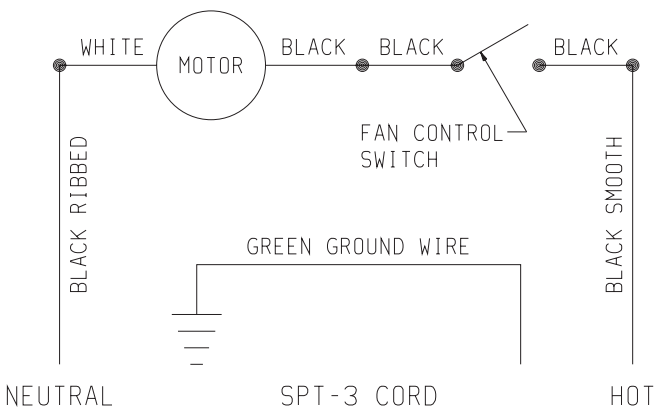 WHITE
MOTOR
BLACK
BLACK
BLACK
FAN CONTROL
SWITCH
BLACK RIBBED
BLACK SMOOTH
GREEN GROUND WIRE
NEUTRAL
SPT-3 CORD
HOT